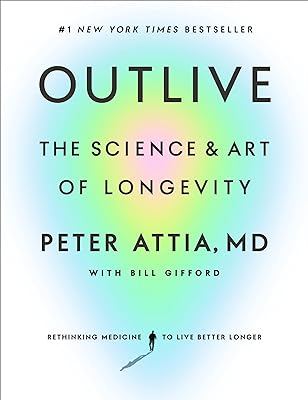 #1 NEW YORK TIMES BESTSELLER
OUTLIVE
THE SCIENCE & ART
OF LONGEVITY
PETER ATTIA, MD
WITH BILL GIFFORD
RETHINKING MEDICINE TO LIVE BETTER LONGER